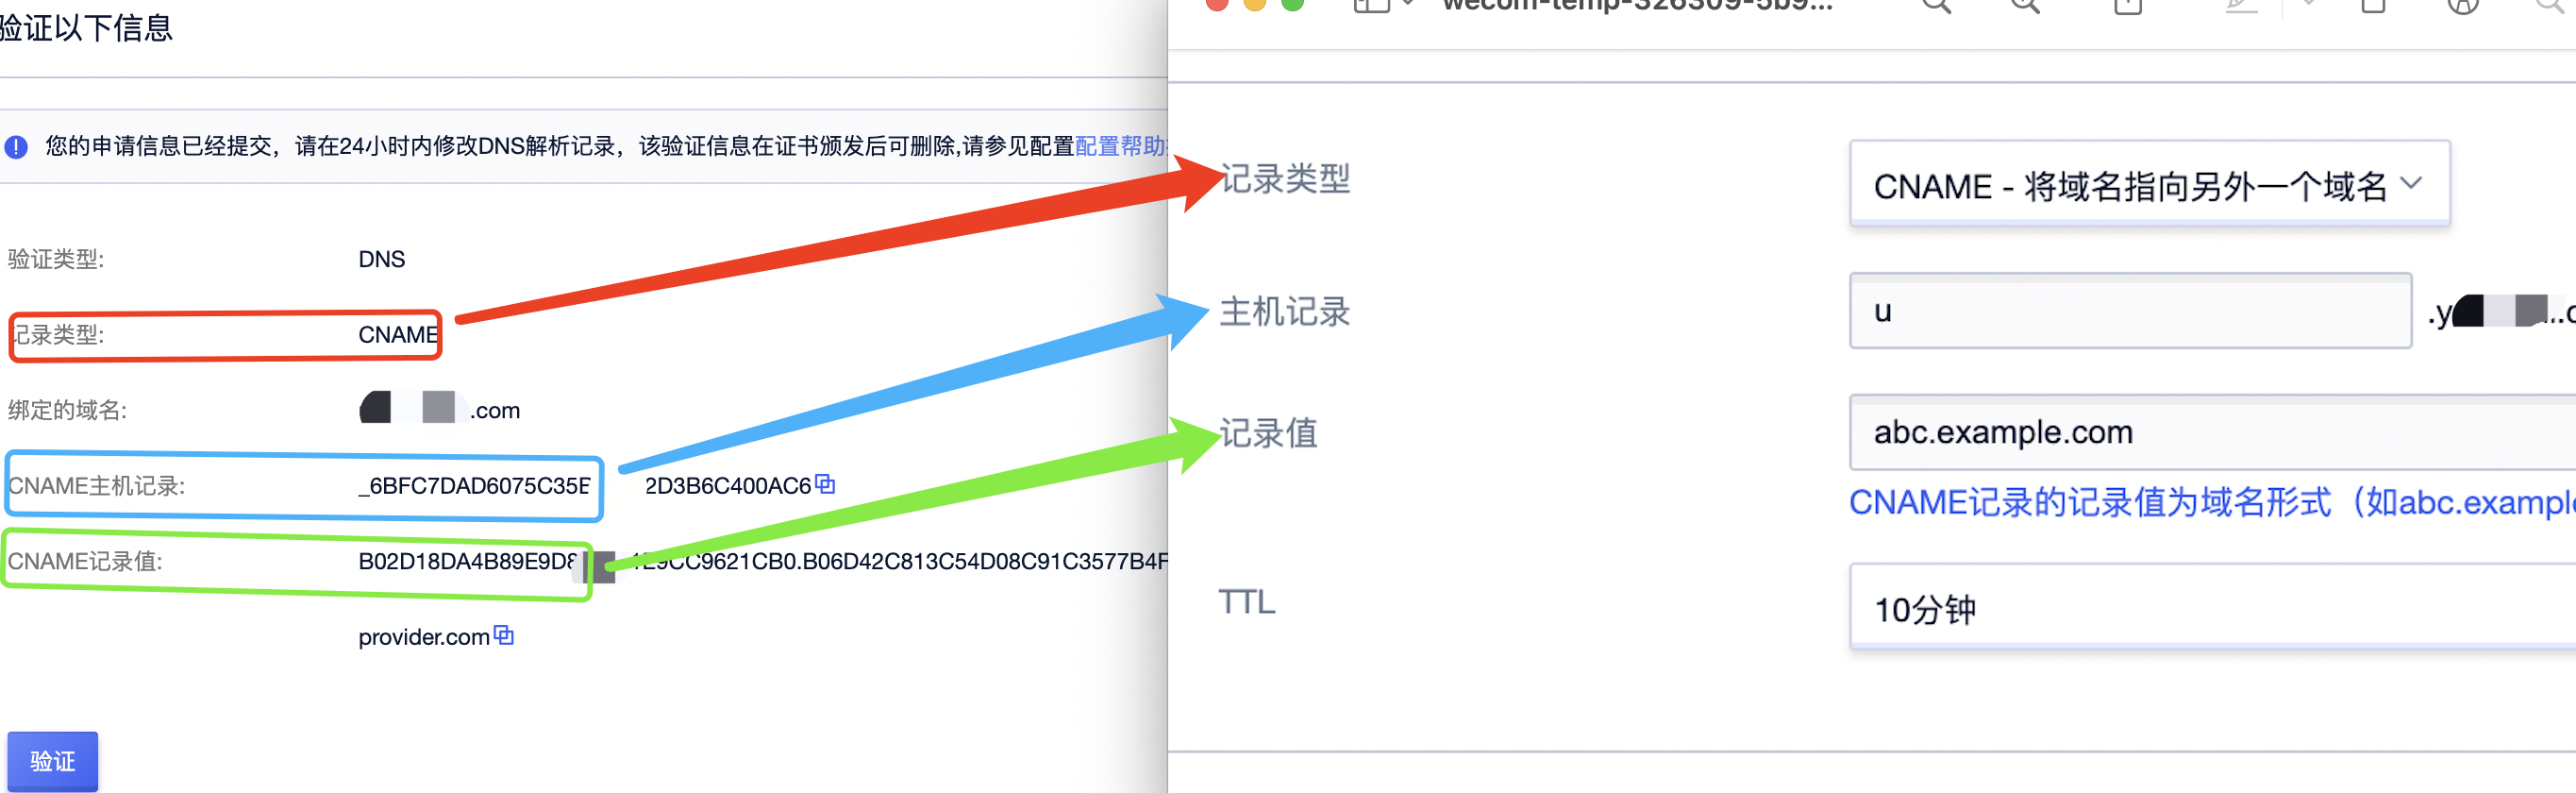 验证以下信息
您的申请信息已经提交，请在24小时内修改DNS解析记录，该验证信息在证书颁发后可删除,请参见配置配置帮助
验证类型: DNS
记录类型: CNAME
绑定的域名: .com
CNAME主机记录: _6BFC7DAD6075C35E 2D3B6C400AC6
CNAME记录值: B02D18DA4B89E9D8 1E9CC9621CB0.B06D42C813C54D08C91C3577B4F
provider.com
验证
wecom-temp-326309-5b9...
记录类型 CNAME - 将域名指向另外一个域名
主机记录 u .y
记录值 abc.example.com
CNAME记录的记录值为域名形式（如abc.example
TTL 10分钟